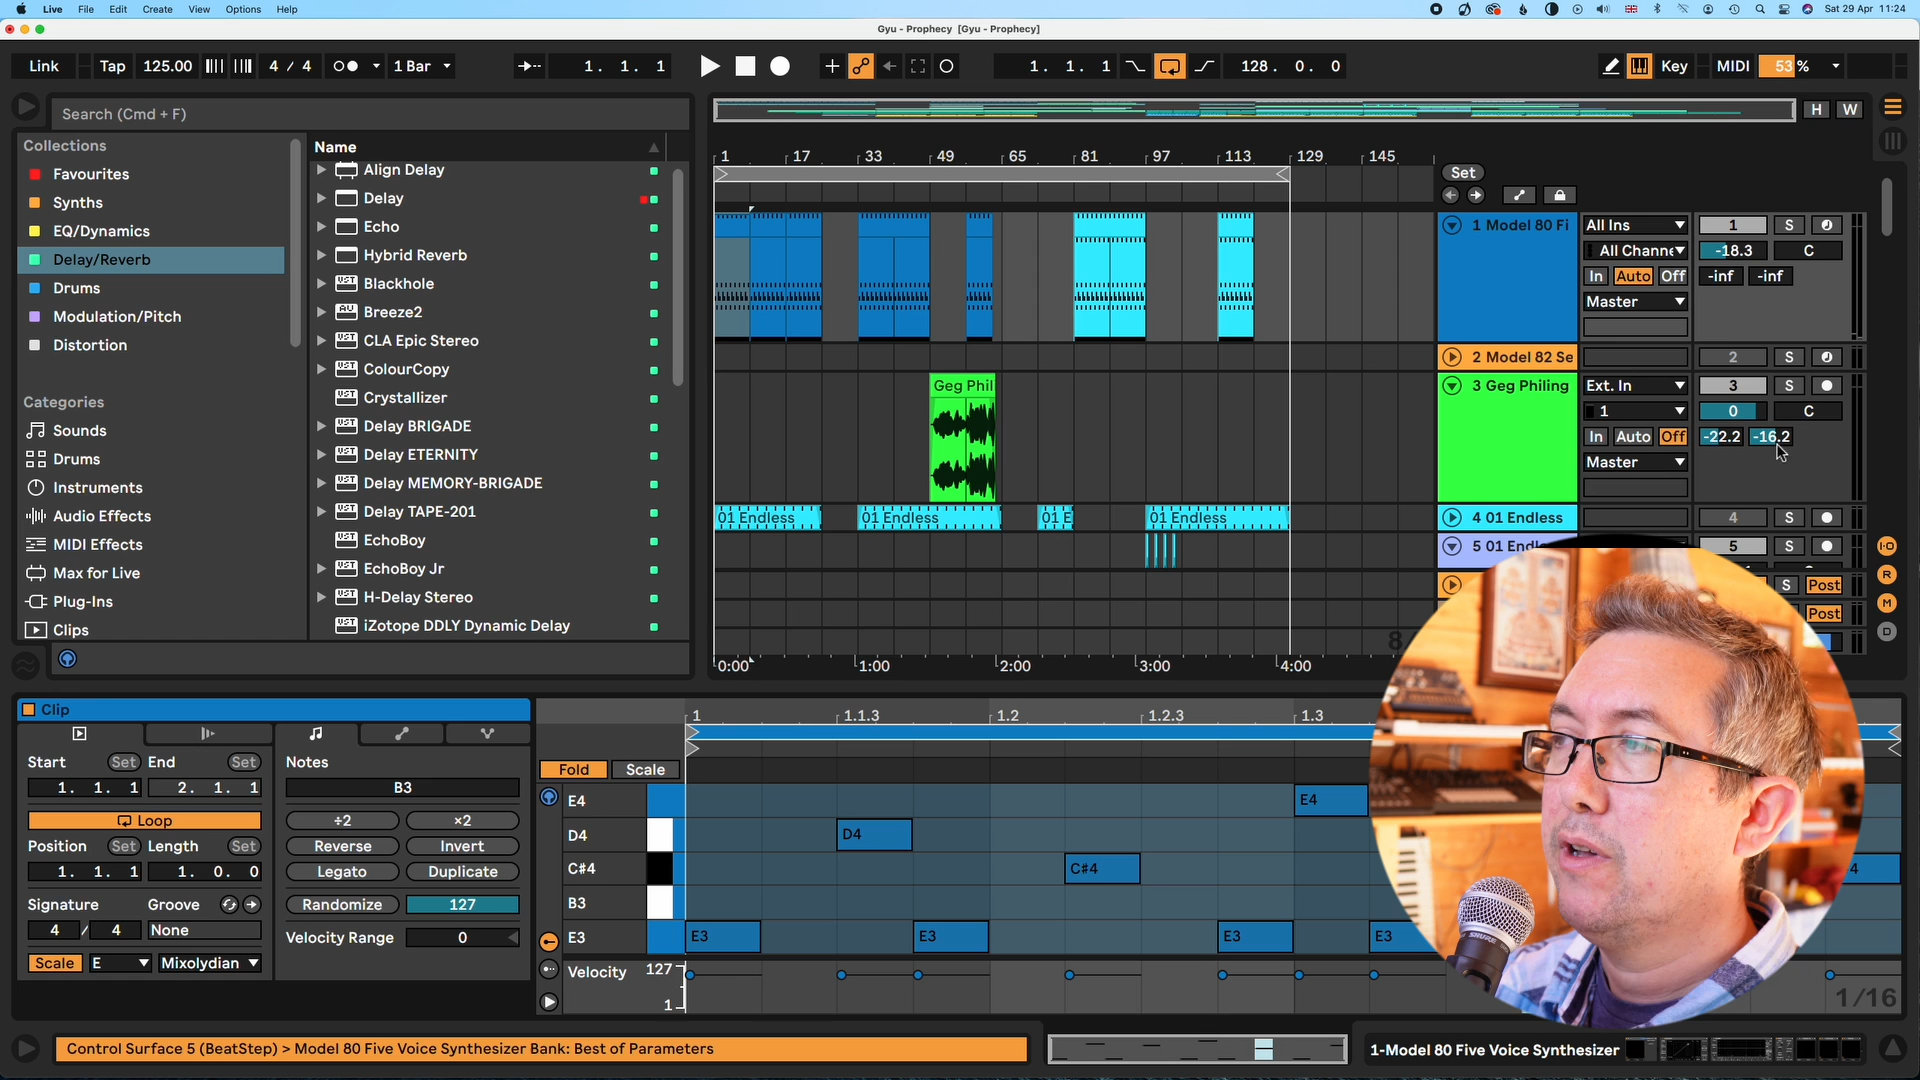 Live File Edit Create View Options Help
Sat 29 Apr 11:24
Gyu - Prophecy [Gyu - Prophecy]
Link Tap 125.00 4 / 4 1 Bar
1. 1. 1
1. 1. 1
128. 0. 0
Key MIDI 53 %
Search (Cmd + F)
Collections
Favourites
Synths
EQ/Dynamics
Delay/Reverb
Drums
Modulation/Pitch
Distortion
Categories
Sounds
Drums
Instruments
Audio Effects
MIDI Effects
Max for Live
Plug-Ins
Clips
Name
Align Delay
Delay
Echo
Hybrid Reverb
Blackhole
Breeze2
CLA Epic Stereo
ColourCopy
Crystallizer
Delay BRIGADE
Delay ETERNITY
Delay MEMORY-BRIGADE
Delay TAPE-201
EchoBoy
EchoBoy Jr
H-Delay Stereo
iZotope DDLY Dynamic Delay
H W
1 17 33 49 65 81 97 113 129 145
Set
1 Model 80 Fi All Ins 1 S
All Channe -18.3 C
In Auto Off -inf -inf
Master
2 Model 82 Se 2 S
Geg Phil
3 Geg Philing Ext. In 3 S
1 0 C
In Auto Off -22.2 -16.2
Master
01 Endless 01 Endless 01 E 01 Endless
4 01 Endless 4 S
5 01 Endl 5 S
S Post
Post
0:00 1:00 2:00 3:00 4:00
Clip
Start Set End Set
1. 1. 1 2. 1. 1
Loop
Position Set Length Set
1. 1. 1 1. 0. 0
Signature Groove
4 / 4 None
Scale E Mixolydian
Notes
B3
÷2 ×2
Reverse Invert
Legato Duplicate
Randomize 127
Velocity Range 0
1 1.1.3 1.2 1.2.3 1.3
Fold Scale
E4 E4
D4 D4
C#4 C#4 4
B3
E3 E3 E3 E3 E3
Velocity 127
1
1/16
SHURE
Control Surface 5 (BeatStep) > Model 80 Five Voice Synthesizer Bank: Best of Parameters
1-Model 80 Five Voice Synthesizer